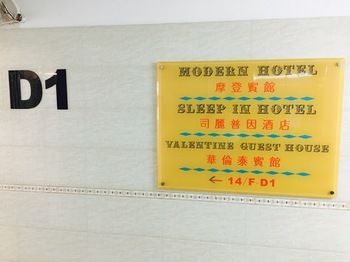 D1
MODERN HOTEL
摩登賓館
SLEEP IN HOTEL
司麗普因酒店
VALENTINE GUEST HOUSE
華倫泰賓館
← 14/F-D1